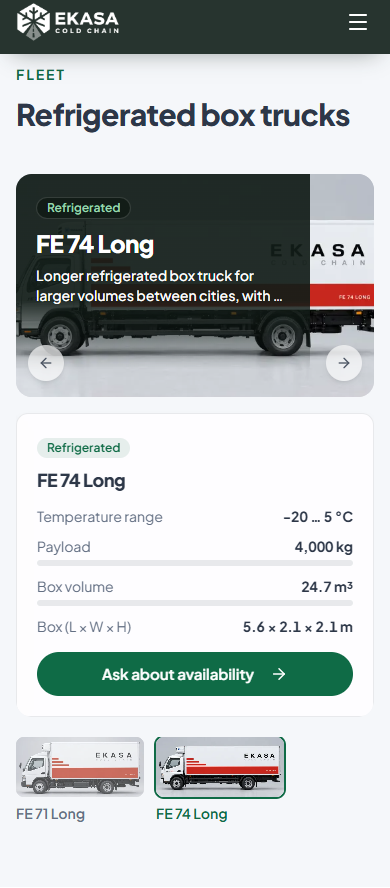 EKASA
COLD CHAIN
FLEET
Refrigerated box trucks
Refrigerated
FE 74 Long
Longer refrigerated box truck for
larger volumes between cities, with ...
EKASA
CHAIN
FE 74 LONG
Refrigerated
FE 74 Long
Temperature range
-20 ... 5 °C
Payload
4,000 kg
Box volume
24.7 m³
Box (L × W × H)
5.6 × 2.1 × 2.1 m
Ask about availability
EKASA
EKASA
FE 71 Long
FE 74 Long